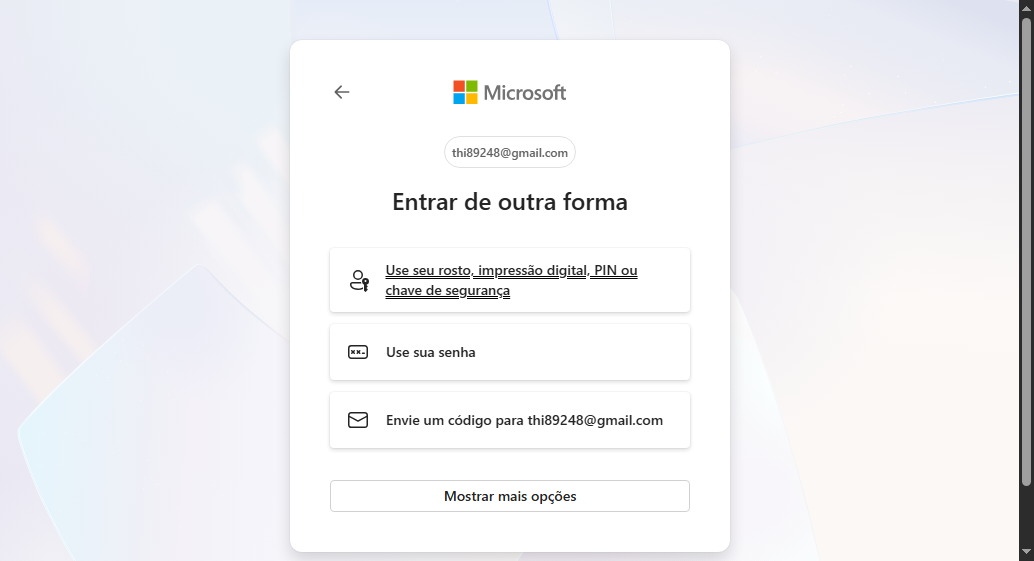 Microsoft
thi89248@gmail.com
Entrar de outra forma
Use seu rosto, impressão digital, PIN ou
chave de segurança
Use sua senha
Envie um código para thi89248@gmail.com
Mostrar mais opções